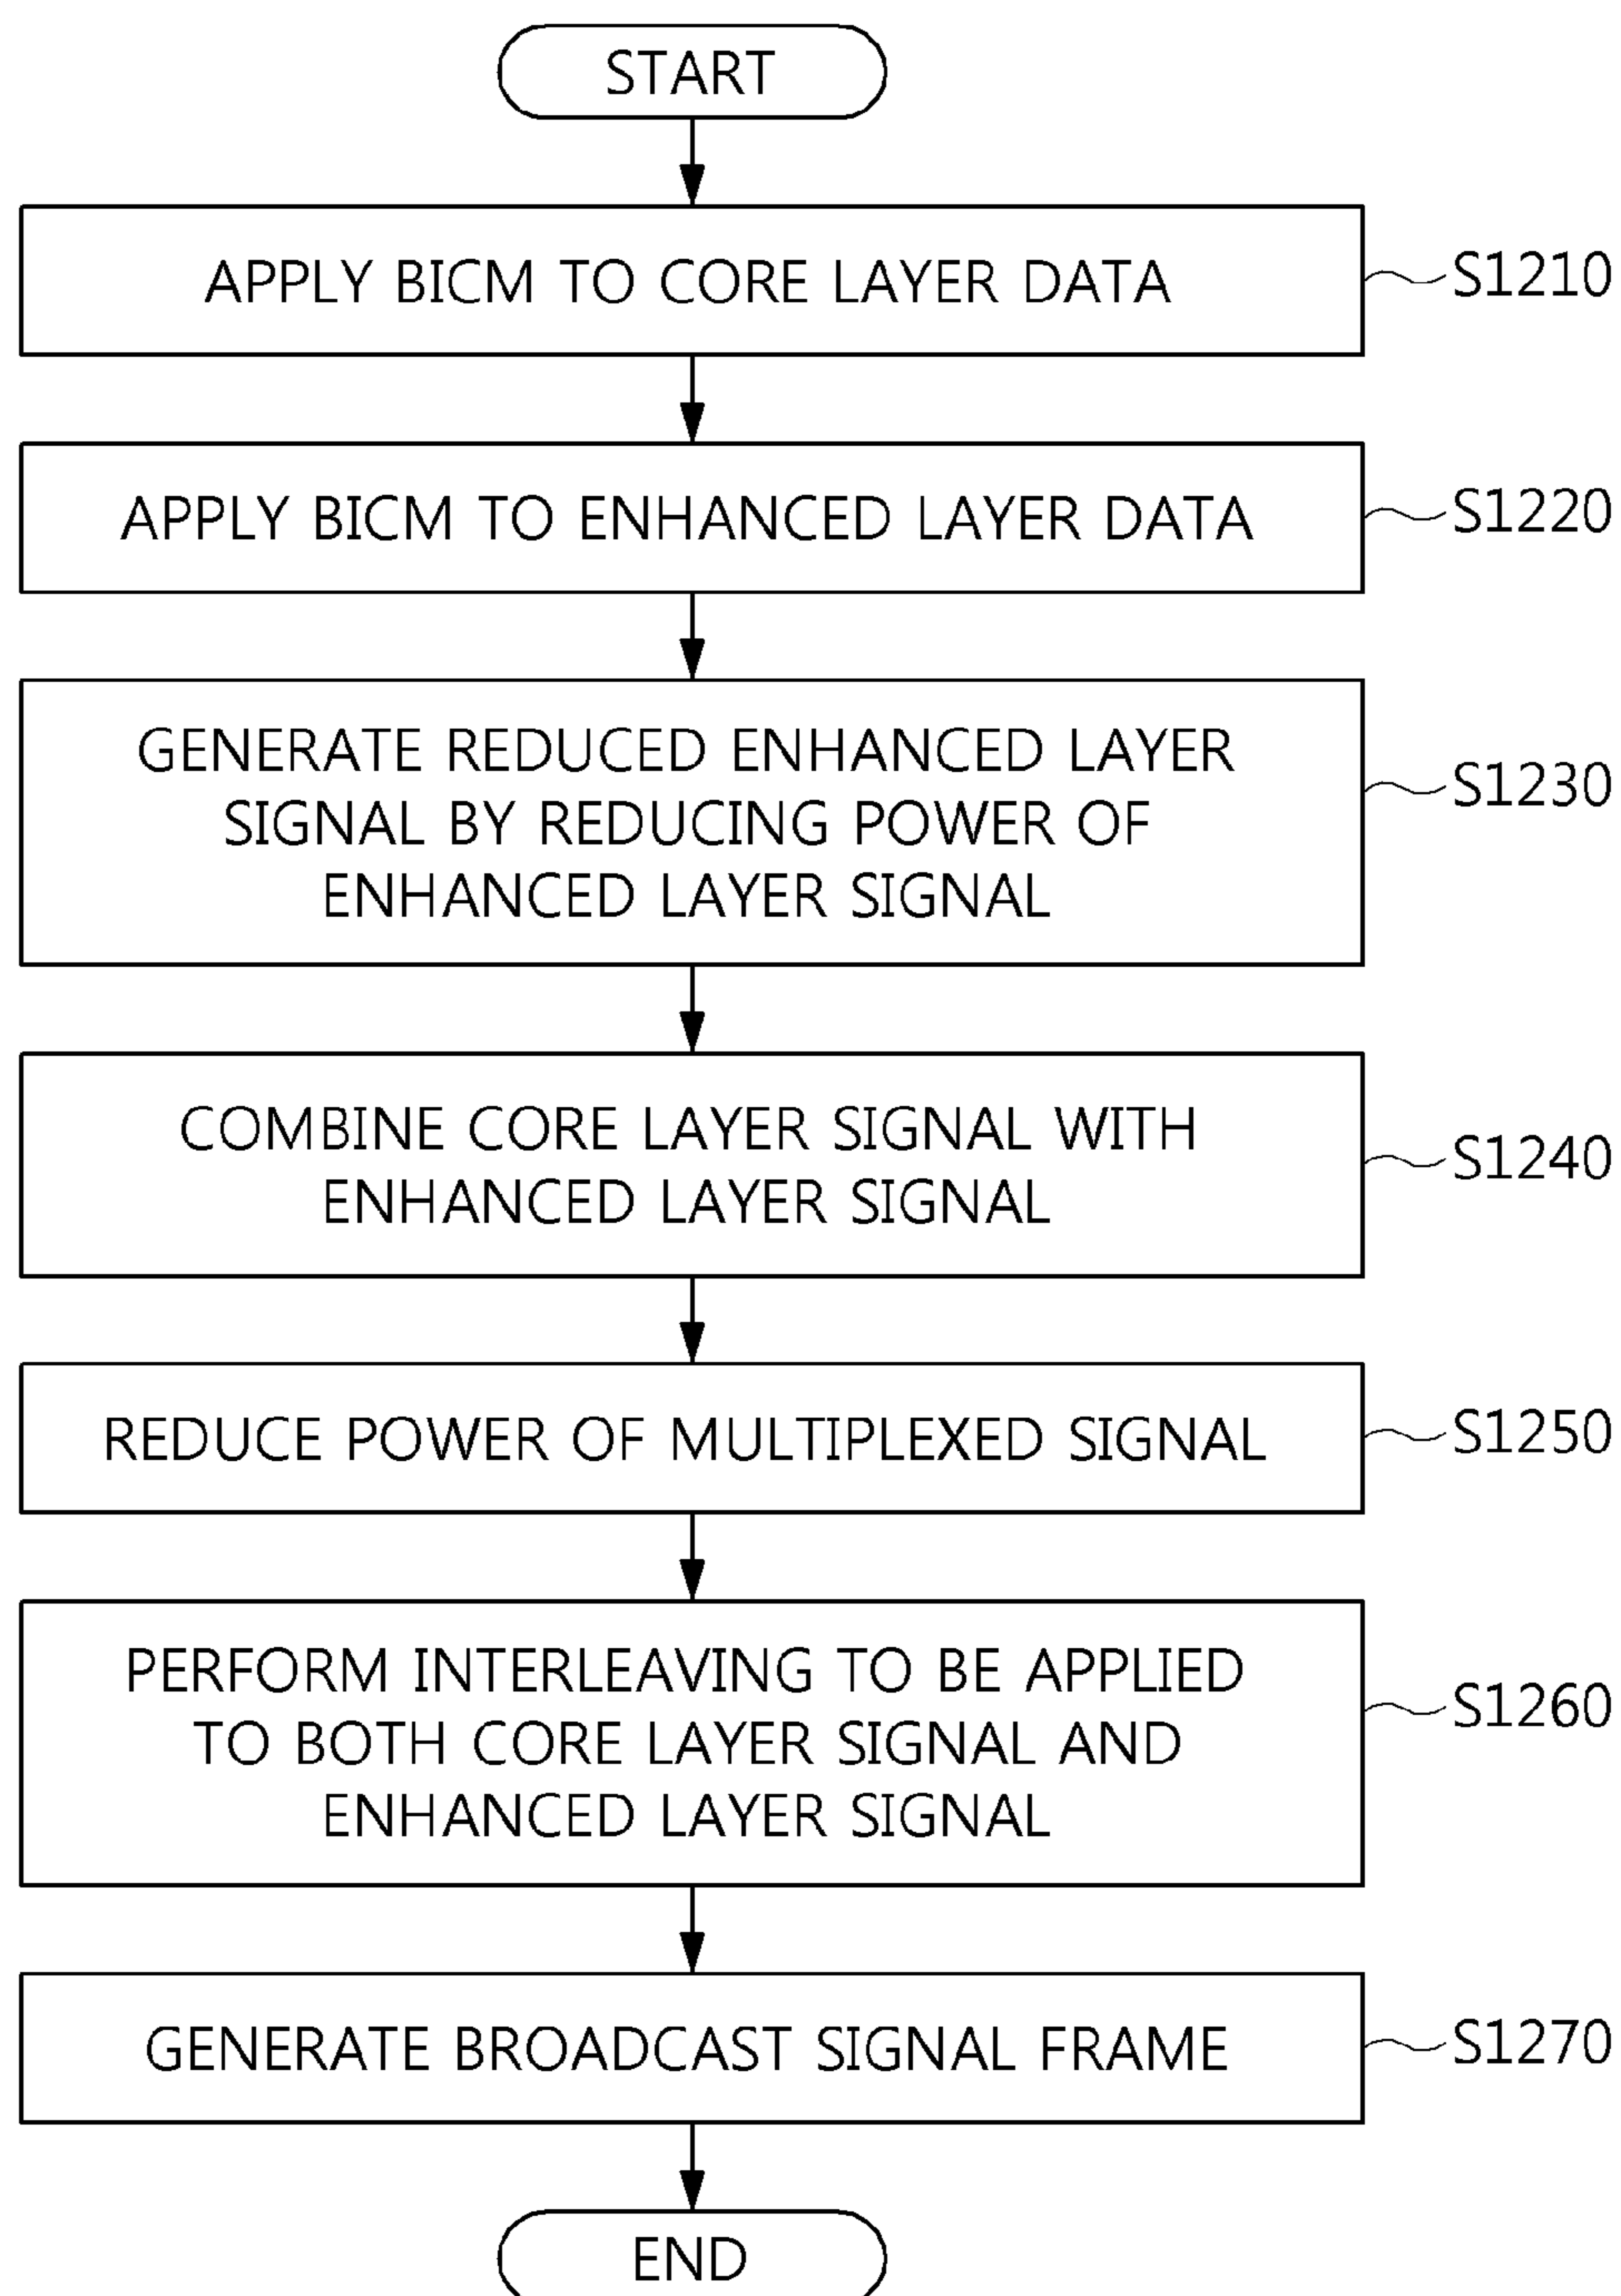 START
APPLY BICM TO CORE LAYER DATA
S1210
APPLY BICM TO ENHANCED LAYER DATA
S1220
GENERATE REDUCED ENHANCED LAYER
SIGNAL BY REDUCING POWER OF
ENHANCED LAYER SIGNAL
S1230
COMBINE CORE LAYER SIGNAL WITH
ENHANCED LAYER SIGNAL
S1240
REDUCE POWER OF MULTIPLEXED SIGNAL
S1250
PERFORM INTERLEAVING TO BE APPLIED
TO BOTH CORE LAYER SIGNAL AND
ENHANCED LAYER SIGNAL
S1260
GENERATE BROADCAST SIGNAL FRAME
S1270
END